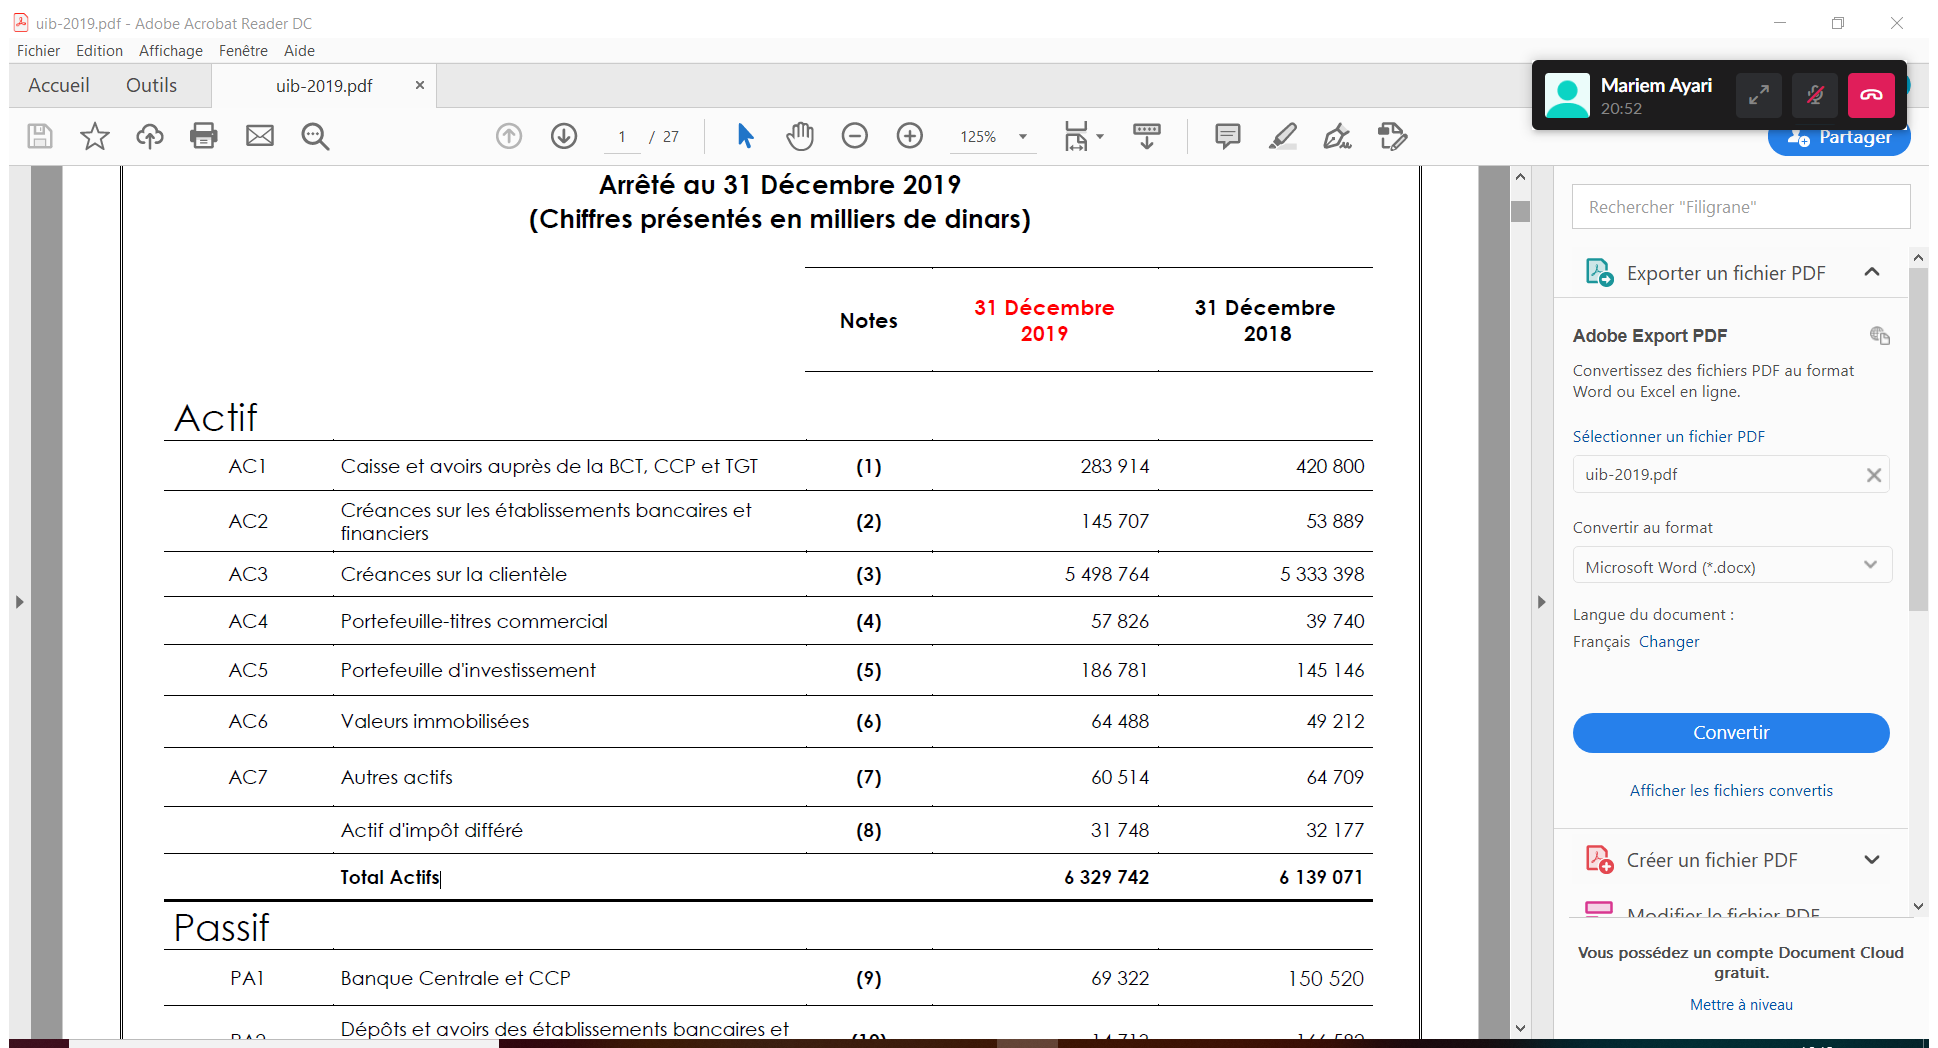 uib-2019.pdf - Adobe Acrobat Reader DC
Fichier Edition Affichage Fenêtre Aide
Accueil Outils uib-2019.pdf ×
Mariem Ayari
20:52
1 / 27 125%
Partager
Arrêté au 31 Décembre 2019
(Chiffres présentés en milliers de dinars)
Notes 31 Décembre 2019 31 Décembre 2018
Actif
AC1 Caisse et avoirs auprès de la BCT, CCP et TGT (1) 283 914 420 800
AC2 Créances sur les établissements bancaires et financiers (2) 145 707 53 889
AC3 Créances sur la clientèle (3) 5 498 764 5 333 398
AC4 Portefeuille-titres commercial (4) 57 826 39 740
AC5 Portefeuille d'investissement (5) 186 781 145 146
AC6 Valeurs immobilisées (6) 64 488 49 212
AC7 Autres actifs (7) 60 514 64 709
Actif d'impôt différé (8) 31 748 32 177
Total Actifs 6 329 742 6 139 071
Passif
PA1 Banque Centrale et CCP (9) 69 322 150 520
Dépôts et avoirs des établissements bancaires et
Rechercher "Filigrane"
Exporter un fichier PDF
Adobe Export PDF
Convertissez des fichiers PDF au format
Word ou Excel en ligne.
Sélectionner un fichier PDF
uib-2019.pdf
Convertir au format
Microsoft Word (*.docx)
Langue du document :
Français Changer
Convertir
Afficher les fichiers convertis
Créer un fichier PDF
Modifier le fichier PDF
Vous possédez un compte Document Cloud
gratuit.
Mettre à niveau